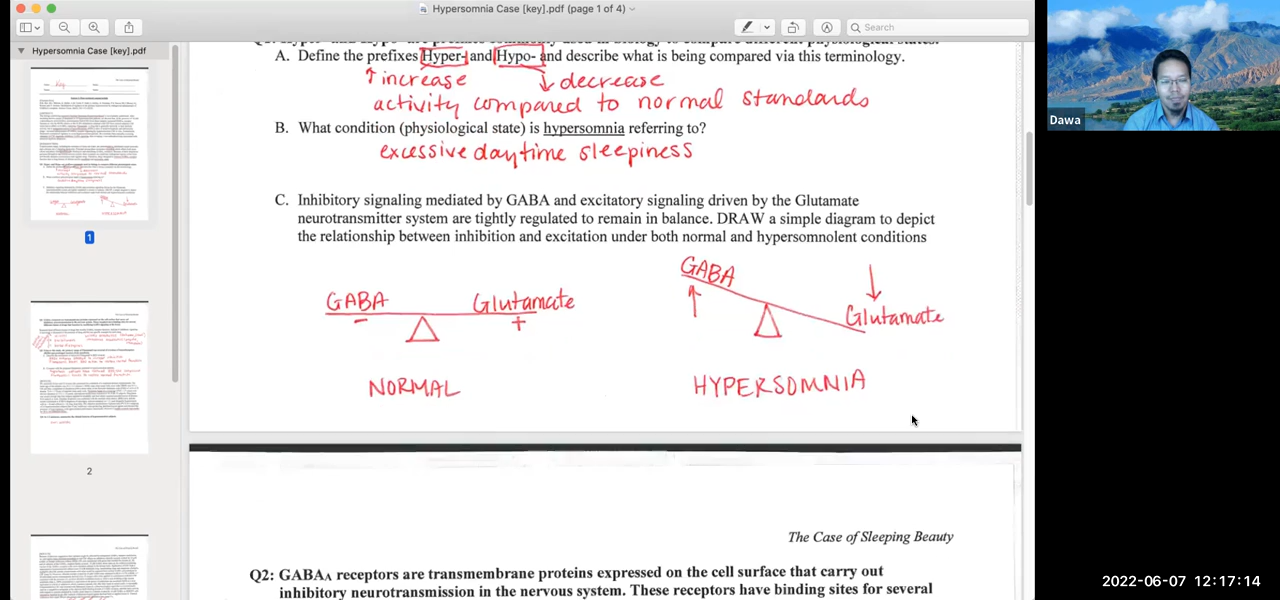 Hypersomnia Case [key].pdf (page 1 of 4)
Search
Hypersomnia Case [key].pdf
1
2
A. Define the prefixes Hyper- and Hypo- and describe what is being compared via this terminology.
↑ increase ↓ decrease
activity compared to normal standards
B. What condition (physiological state) is hypersomnia referring to?
excessive daytime sleepiness
C. Inhibitory signaling mediated by GABA and excitatory signaling driven by the Glutamate
neurotransmitter system are tightly regulated to remain in balance. DRAW a simple diagram to depict
the relationship between inhibition and excitation under both normal and hypersomnolent conditions
GABA Glutamate
− +
NORMAL
GABA ↓
↑ Glutamate
HYPERSOMNIA
The Case of Sleeping Beauty
Q2: GABA receptors are transmembrane proteins expressed on the cell surface to carry out
inhibitory neurotransmission in the nervous system. These receptors have binding sites for several
Dawa
2022-06-07 12:17:14